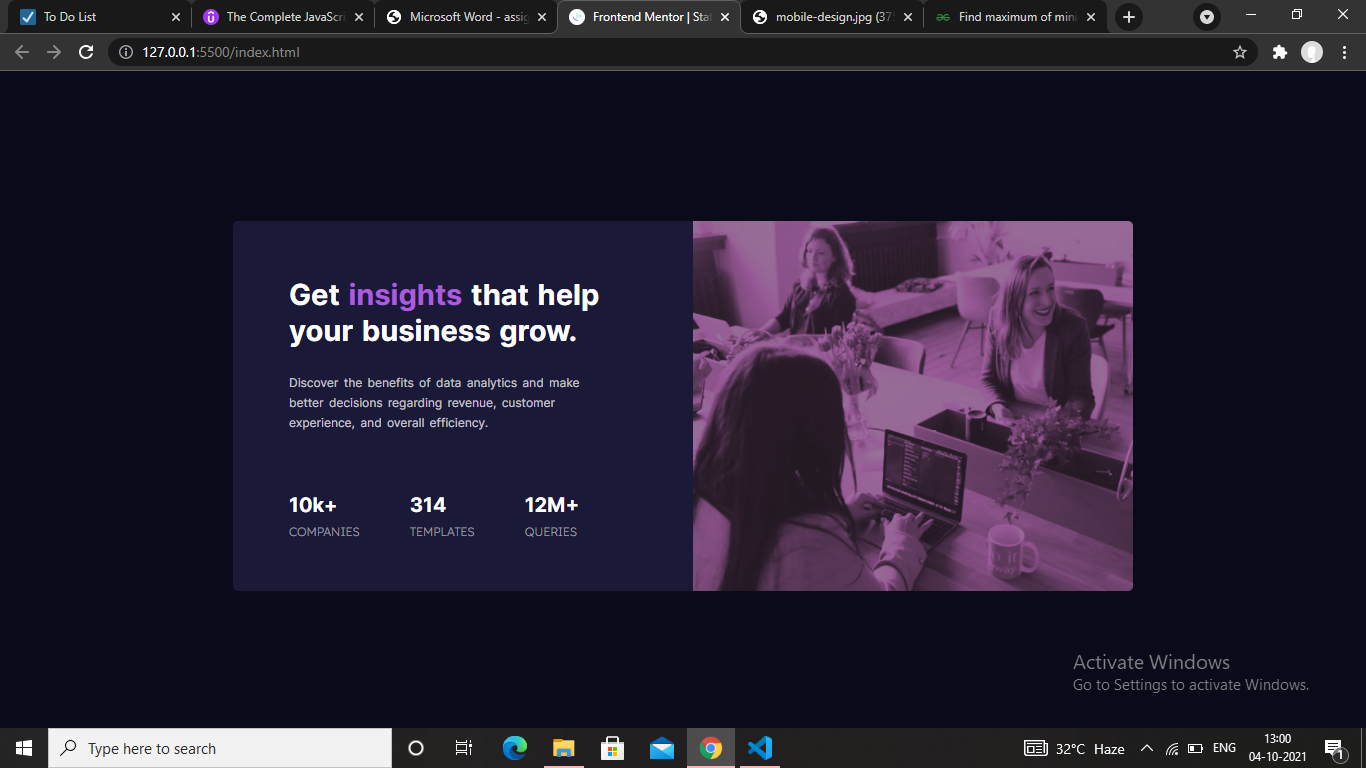 To Do List
The Complete JavaScri
Microsoft Word - assig
Frontend Mentor | Stat
mobile-design.jpg (375
Find maximum of mini
127.0.0.1:5500/index.html
Get insights that help
your business grow.
Discover the benefits of data analytics and make
better decisions regarding revenue, customer
experience, and overall efficiency.
10k+
314
12M+
COMPANIES
TEMPLATES
QUERIES
Activate Windows
Go to Settings to activate Windows.
Type here to search
32°C Haze
ENG
13:00
04-10-2021
1